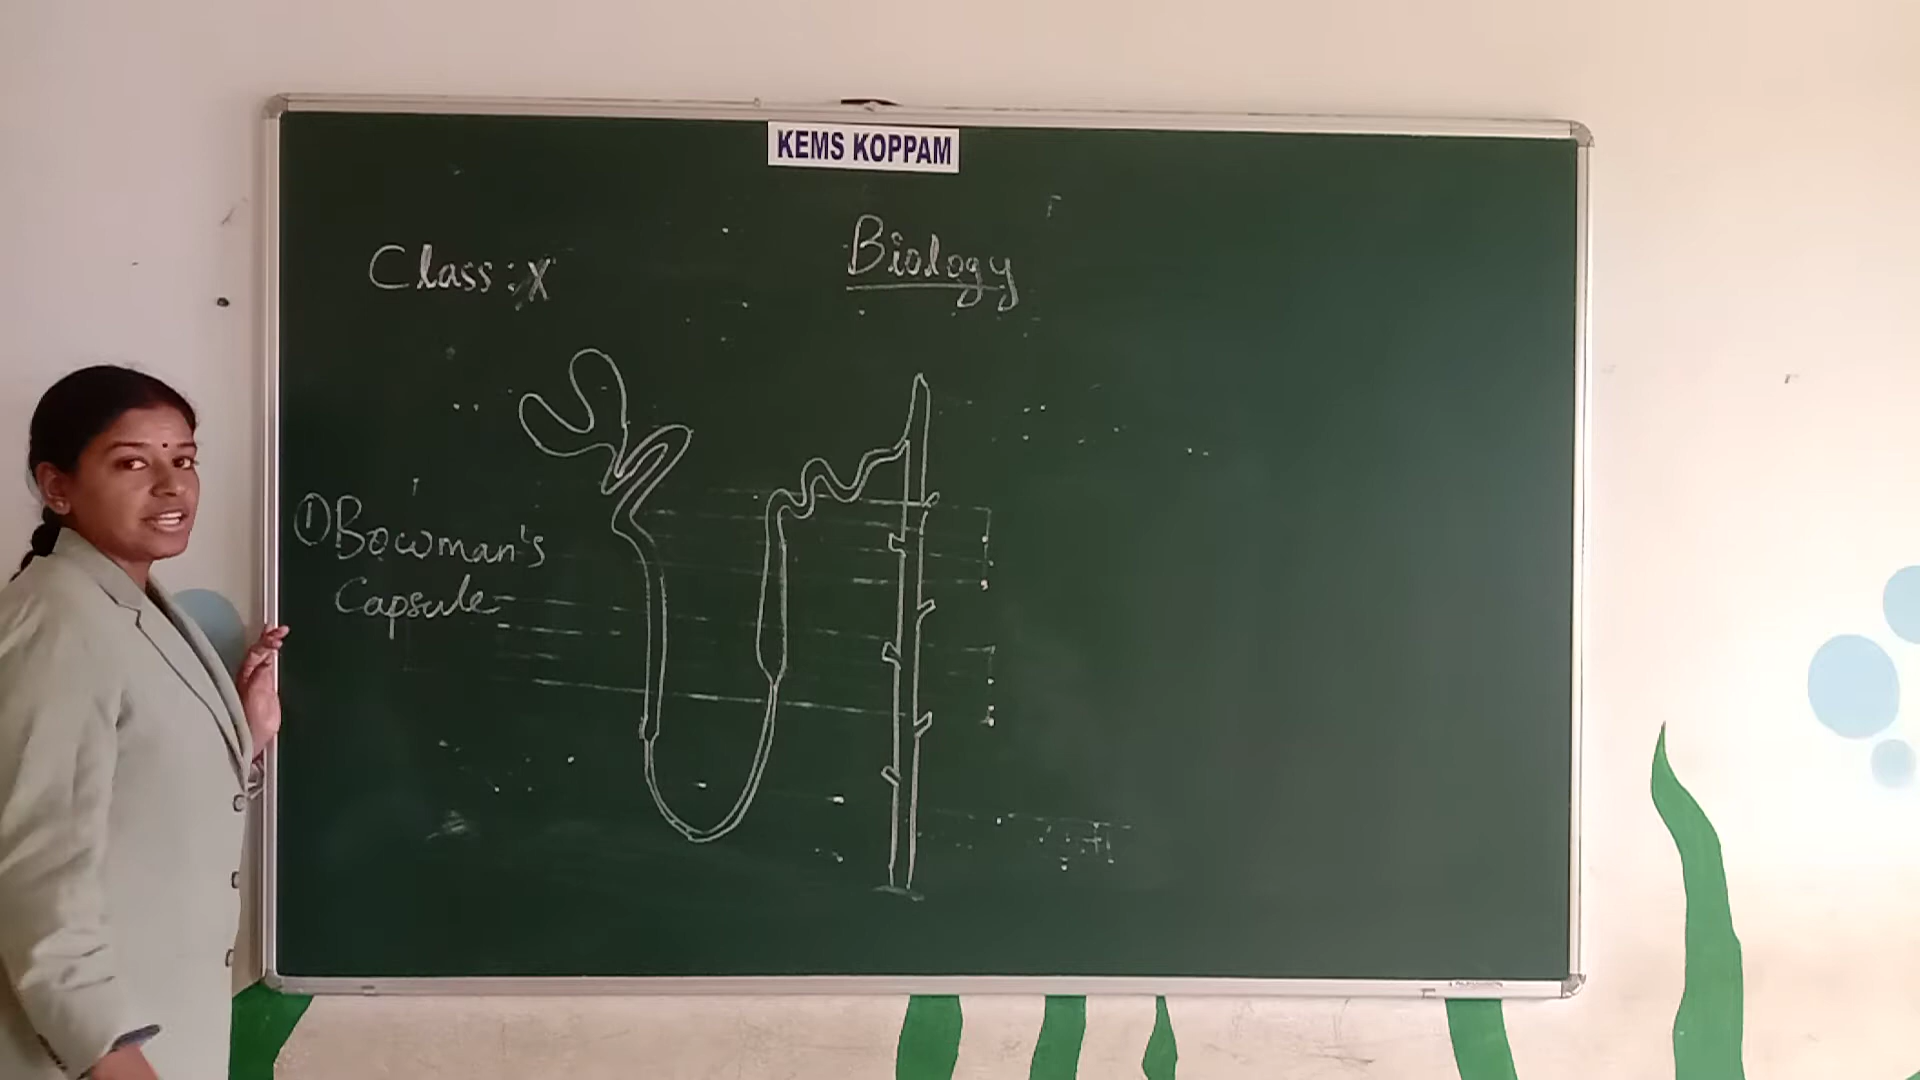 KEMS KOPPAM
Class : X
Biology
① Bowman's
Capsule